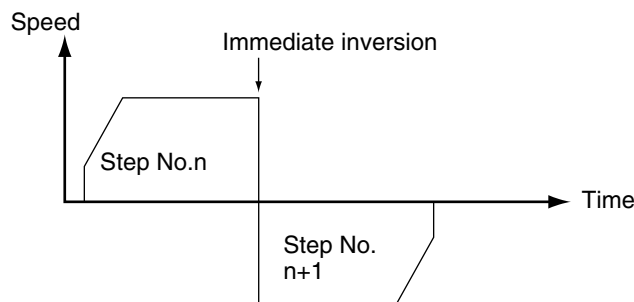 Speed
Immediate inversion
Step No.n
Time
Step No.
n+1